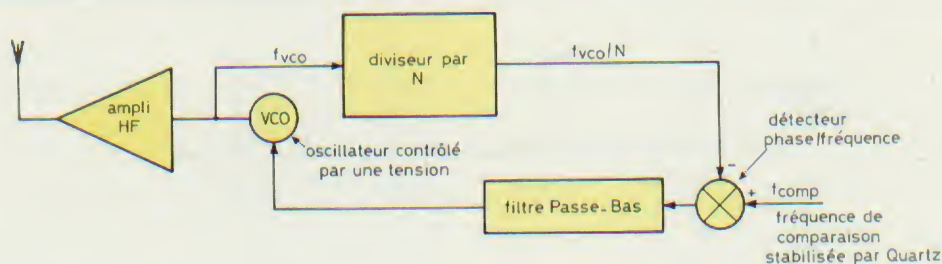 fvco
diviseur par
N
fvco/N
ampli
HF
VCO
oscillateur contrôlé
par une tension
filtre Passe-Bas
détecteur
phase/fréquence
-
+
fcomp
fréquence de
comparaison
stabilisée par Quartz